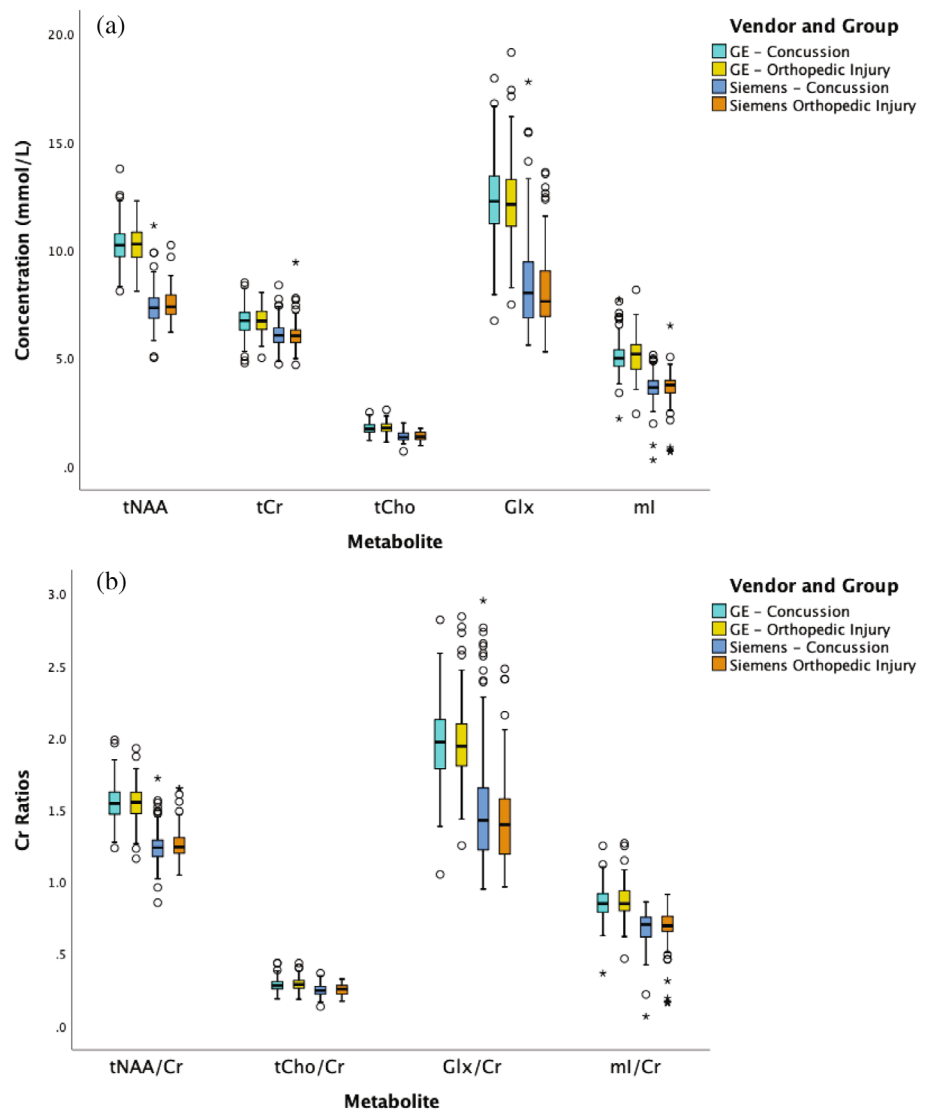 (a)
Vendor and Group
GE – Concussion
GE – Orthopedic Injury
Siemens – Concussion
Siemens Orthopedic Injury
Concentration (mmol/L)
20.0
15.0
10.0
5.0
.0
tNAA
tCr
tCho
Glx
mI
Metabolite
(b)
Vendor and Group
GE – Concussion
GE – Orthopedic Injury
Siemens – Concussion
Siemens Orthopedic Injury
Cr Ratios
3.0
2.5
2.0
1.5
1.0
.5
.0
tNAA/Cr
tCho/Cr
Glx/Cr
mI/Cr
Metabolite